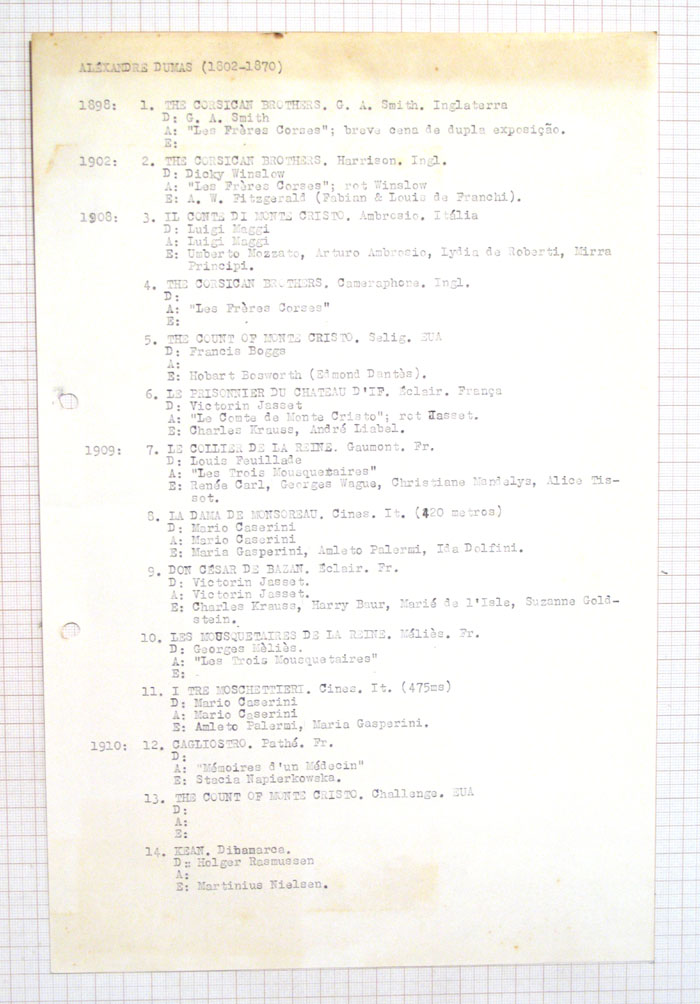 ALÉXANDRE DUMAS (1802-1870)
1898: 1. THE CORSICAN BROTHERS. G. A. Smith. Inglaterra
D: G. A. Smith
A: "Les Frères Corses"; breve cena de dupla exposição.
E:
1902: 2. THE CORSICAN BROTHERS. Harrison. Ingl.
D: Dicky Winslow
A: "Les Frères Corses"; rot Winslow
E: A. W. Fitzgerald (Fabian & Louis de Franchi).
1908: 3. IL CONTE DI MONTE CRISTO. Ambrosio. Itália
D: Luigi Maggi
A: Luigi Maggi
E: Umberto Mozzato, Arturo Ambrosio, Lydia de Roberti, Mirra
Principi.
4. THE CORSICAN BROTHERS. Cameraphone. Ingl.
D:
A: "Les Frères Corses"
E:
5. THE COUNT OF MONTE CRISTO. Selig. EUA
D: Francis Boggs
A:
E: Hobart Bosworth (Edmond Dantès).
6. LE PRISONNIER DU CHATEAU D'IF. Éclair. França
D: Victorin Jasset
A: "Le Comte de Monte Cristo"; rot Jasset.
E: Charles Krauss, André Liabel.
1909: 7. LE COLLIER DE LA REINE. Gaumont. Fr.
D: Louis Feuillade
A: "Les Trois Mousquetaires"
E: Renée Carl, Georges Wague, Christiane Mandelys, Alice Tis-
sot.
8. LA DAMA DE MONSOREAU. Cines. It. (420 metros)
D: Mario Caserini
A: Mario Caserini
E: Maria Gasperini, Amleto Palermi, Ida Dolfini.
9. DON CÉSAR DE BAZAN. Éclair. Fr.
D: Victorin Jasset.
A: Victorin Jasset.
E: Charles Krauss, Harry Baur, Marié de l'Isle, Suzanne Gold-
stein.
10. LES MOUSQUETAIRES DE LA REINE. Méliès. Fr.
D: Georges Mèliès.
A: "Les Trois Mousquetaires"
E:
11. I TRE MOSCHETTIERI. Cines. It. (475ms)
D: Mario Caserini
A: Mario Caserini
E: Amleto Palermi, Maria Gasperini.
1910: 12. CAGLIOSTRO. Pathé. Fr.
D:
A: "Mémoires d'un Médecin"
E: Stacia Napierkowska.
13. THE COUNT OF MONTE CRISTO. Challenge. EUA
D:
A:
E:
14. KEAN. Dibamarca.
D: Holger Rasmussen
A:
E: Martinius Nielsen.